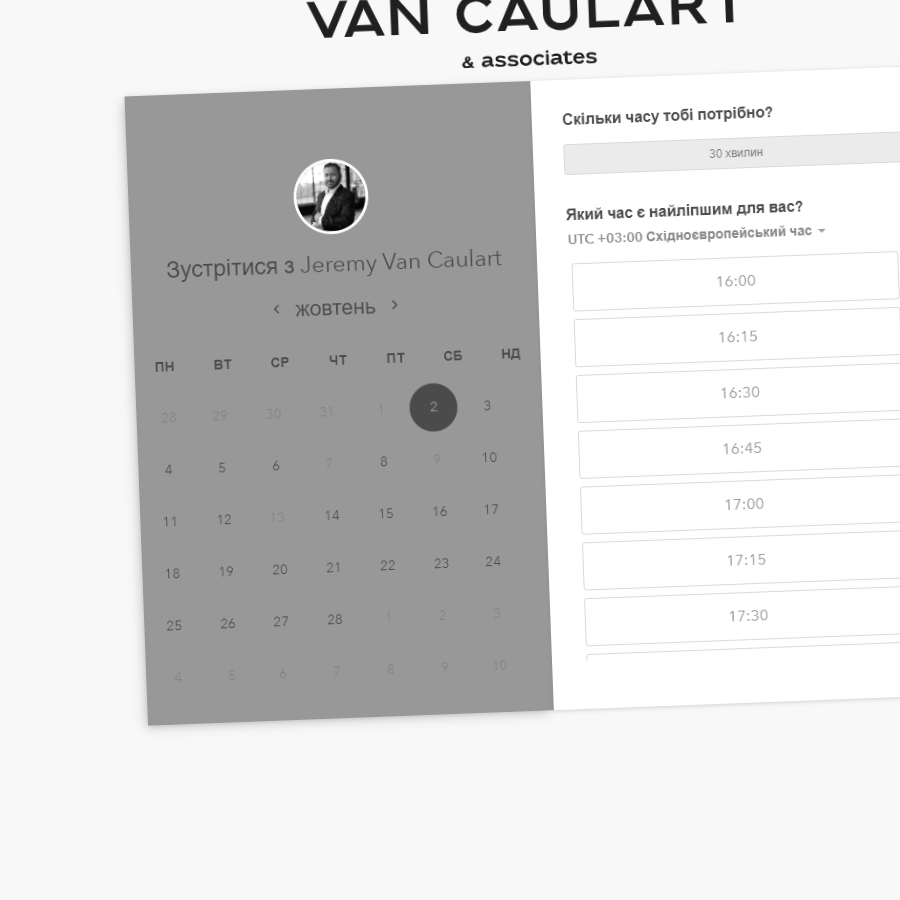 VAN CAULART
& associates
Зустрітися з Jeremy Van Caulart
‹ жовтень ›
ПН ВТ СР ЧТ ПТ СБ НД
28 29 30 31 1 2 3
4 5 6 7 8 9 10
11 12 13 14 15 16 17
18 19 20 21 22 23 24
25 26 27 28 1 2 3
4 5 6 7 8 9 10
Скільки часу тобі потрібно?
30 хвилин
Який час є найліпшим для вас?
UTC +03:00 Східноєвропейський час
16:00
16:15
16:30
16:45
17:00
17:15
17:30